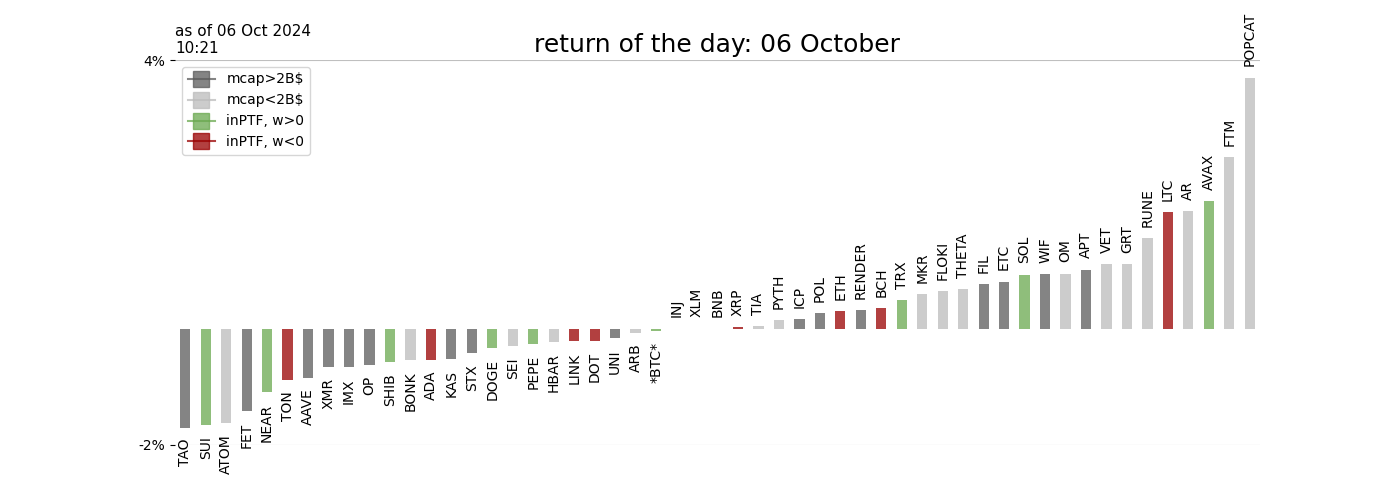 as of 06 Oct 2024
10:21
return of the day: 06 October
4%
mcap>2B$
mcap<2B$
inPTF, w>0
inPTF, w<0
-2%
TAO
SUI
ATOM
FET
NEAR
TON
AAVE
XMR
IMX
OP
SHIB
BONK
ADA
KAS
STX
DOGE
SEI
PEPE
HBAR
LINK
DOT
UNI
ARB
*BTC*
INJ
XLM
BNB
XRP
TIA
PYTH
ICP
POL
ETH
RENDER
BCH
TRX
MKR
FLOKI
THETA
FIL
ETC
SOL
WIF
OM
APT
VET
GRT
RUNE
LTC
AR
AVAX
FTM
POPCAT